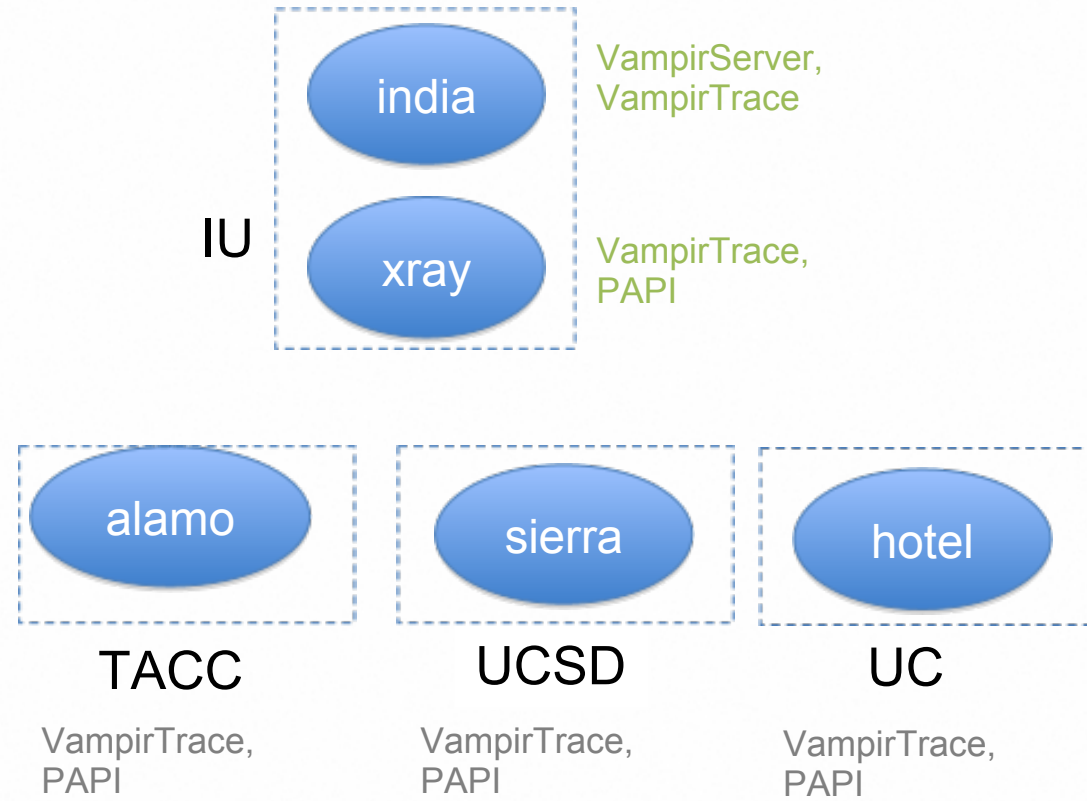 india
VampirServer,
VampirTrace
IU
xray
VampirTrace,
PAPI
alamo
sierra
hotel
TACC
UCSD
UC
VampirTrace,
PAPI
VampirTrace,
PAPI
VampirTrace,
PAPI